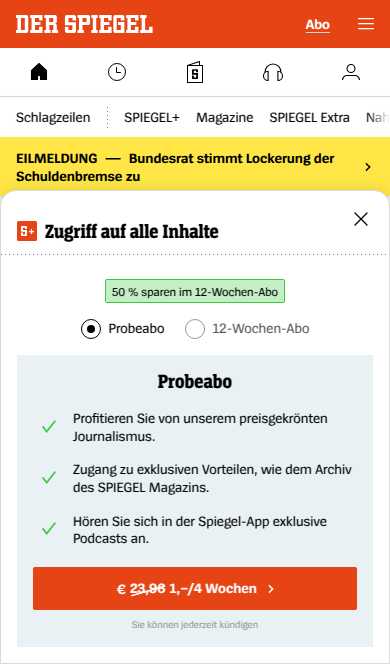 DER SPIEGEL
Abo
Schlagzeilen
SPIEGEL+
Magazine
SPIEGEL Extra
EILMELDUNG — Bundesrat stimmt Lockerung der
Schuldenbremse zu
S+ Zugriff auf alle Inhalte
50 % sparen im 12-Wochen-Abo
Probeabo
12-Wochen-Abo
Probeabo
Profitieren Sie von unserem preisgekrönten
Journalismus.
Zugang zu exklusiven Vorteilen, wie dem Archiv
des SPIEGEL Magazins.
Hören Sie sich in der Spiegel-App exklusive
Podcasts an.
€ 23,96 1,–/4 Wochen
Sie können jederzeit kündigen